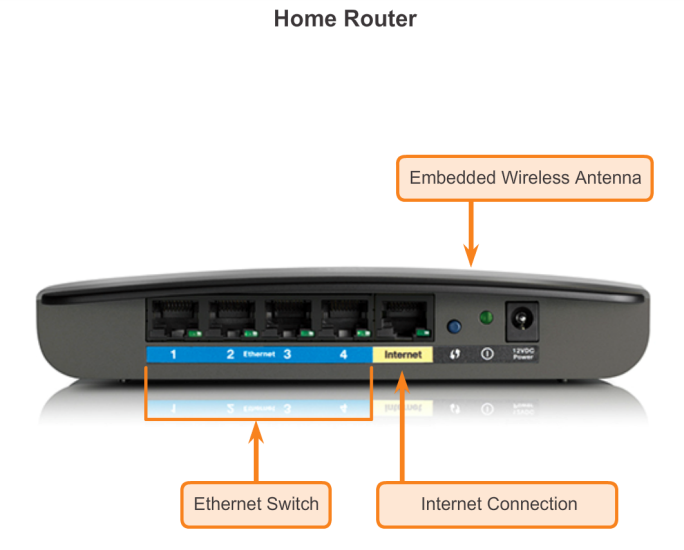 Home Router
Embedded Wireless Antenna
1 2 Ethernet 3 4 Internet 12VDC
Power
Ethernet Switch Internet Connection